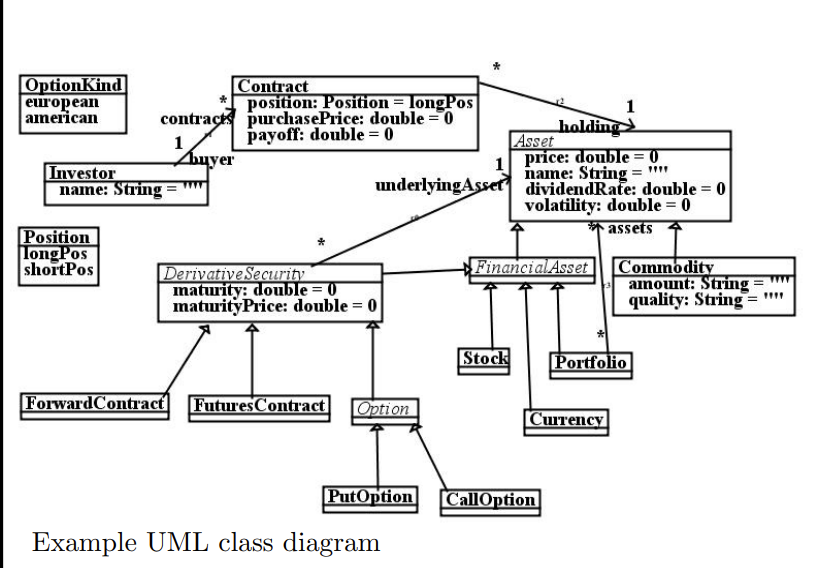 *
OptionKind
european
american
Contract
position: Position = longPos
purchasePrice: double = 0
payoff: double = 0
*
contracts
1
buyer
r2
1
holding
Asset
price: double = 0
name: String = """"
dividendRate: double = 0
volatility: double = 0
Investor
name: String = """"
1
underlyingAsset
*
* assets
Position
longPos
shortPos
DerivativeSecurity
maturity: double = 0
maturityPrice: double = 0
FinancialAsset
Commodity
amount: String = """"
quality: String = """"
r3
*
Stock
Portfolio
ForwardContract
FuturesContract
Option
Currency
PutOption
CallOption
Example UML class diagram